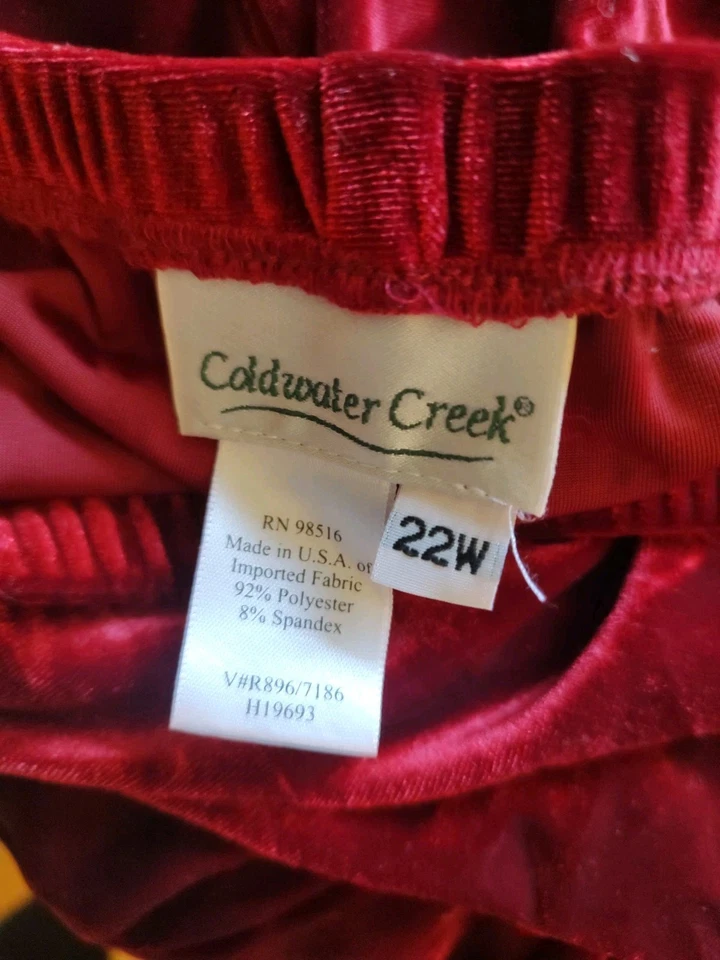 Coldwater Creek®
22W
RN 98516
Made in U.S.A. of
Imported Fabric
92% Polyester
8% Spandex
V#R896/7186
H19693